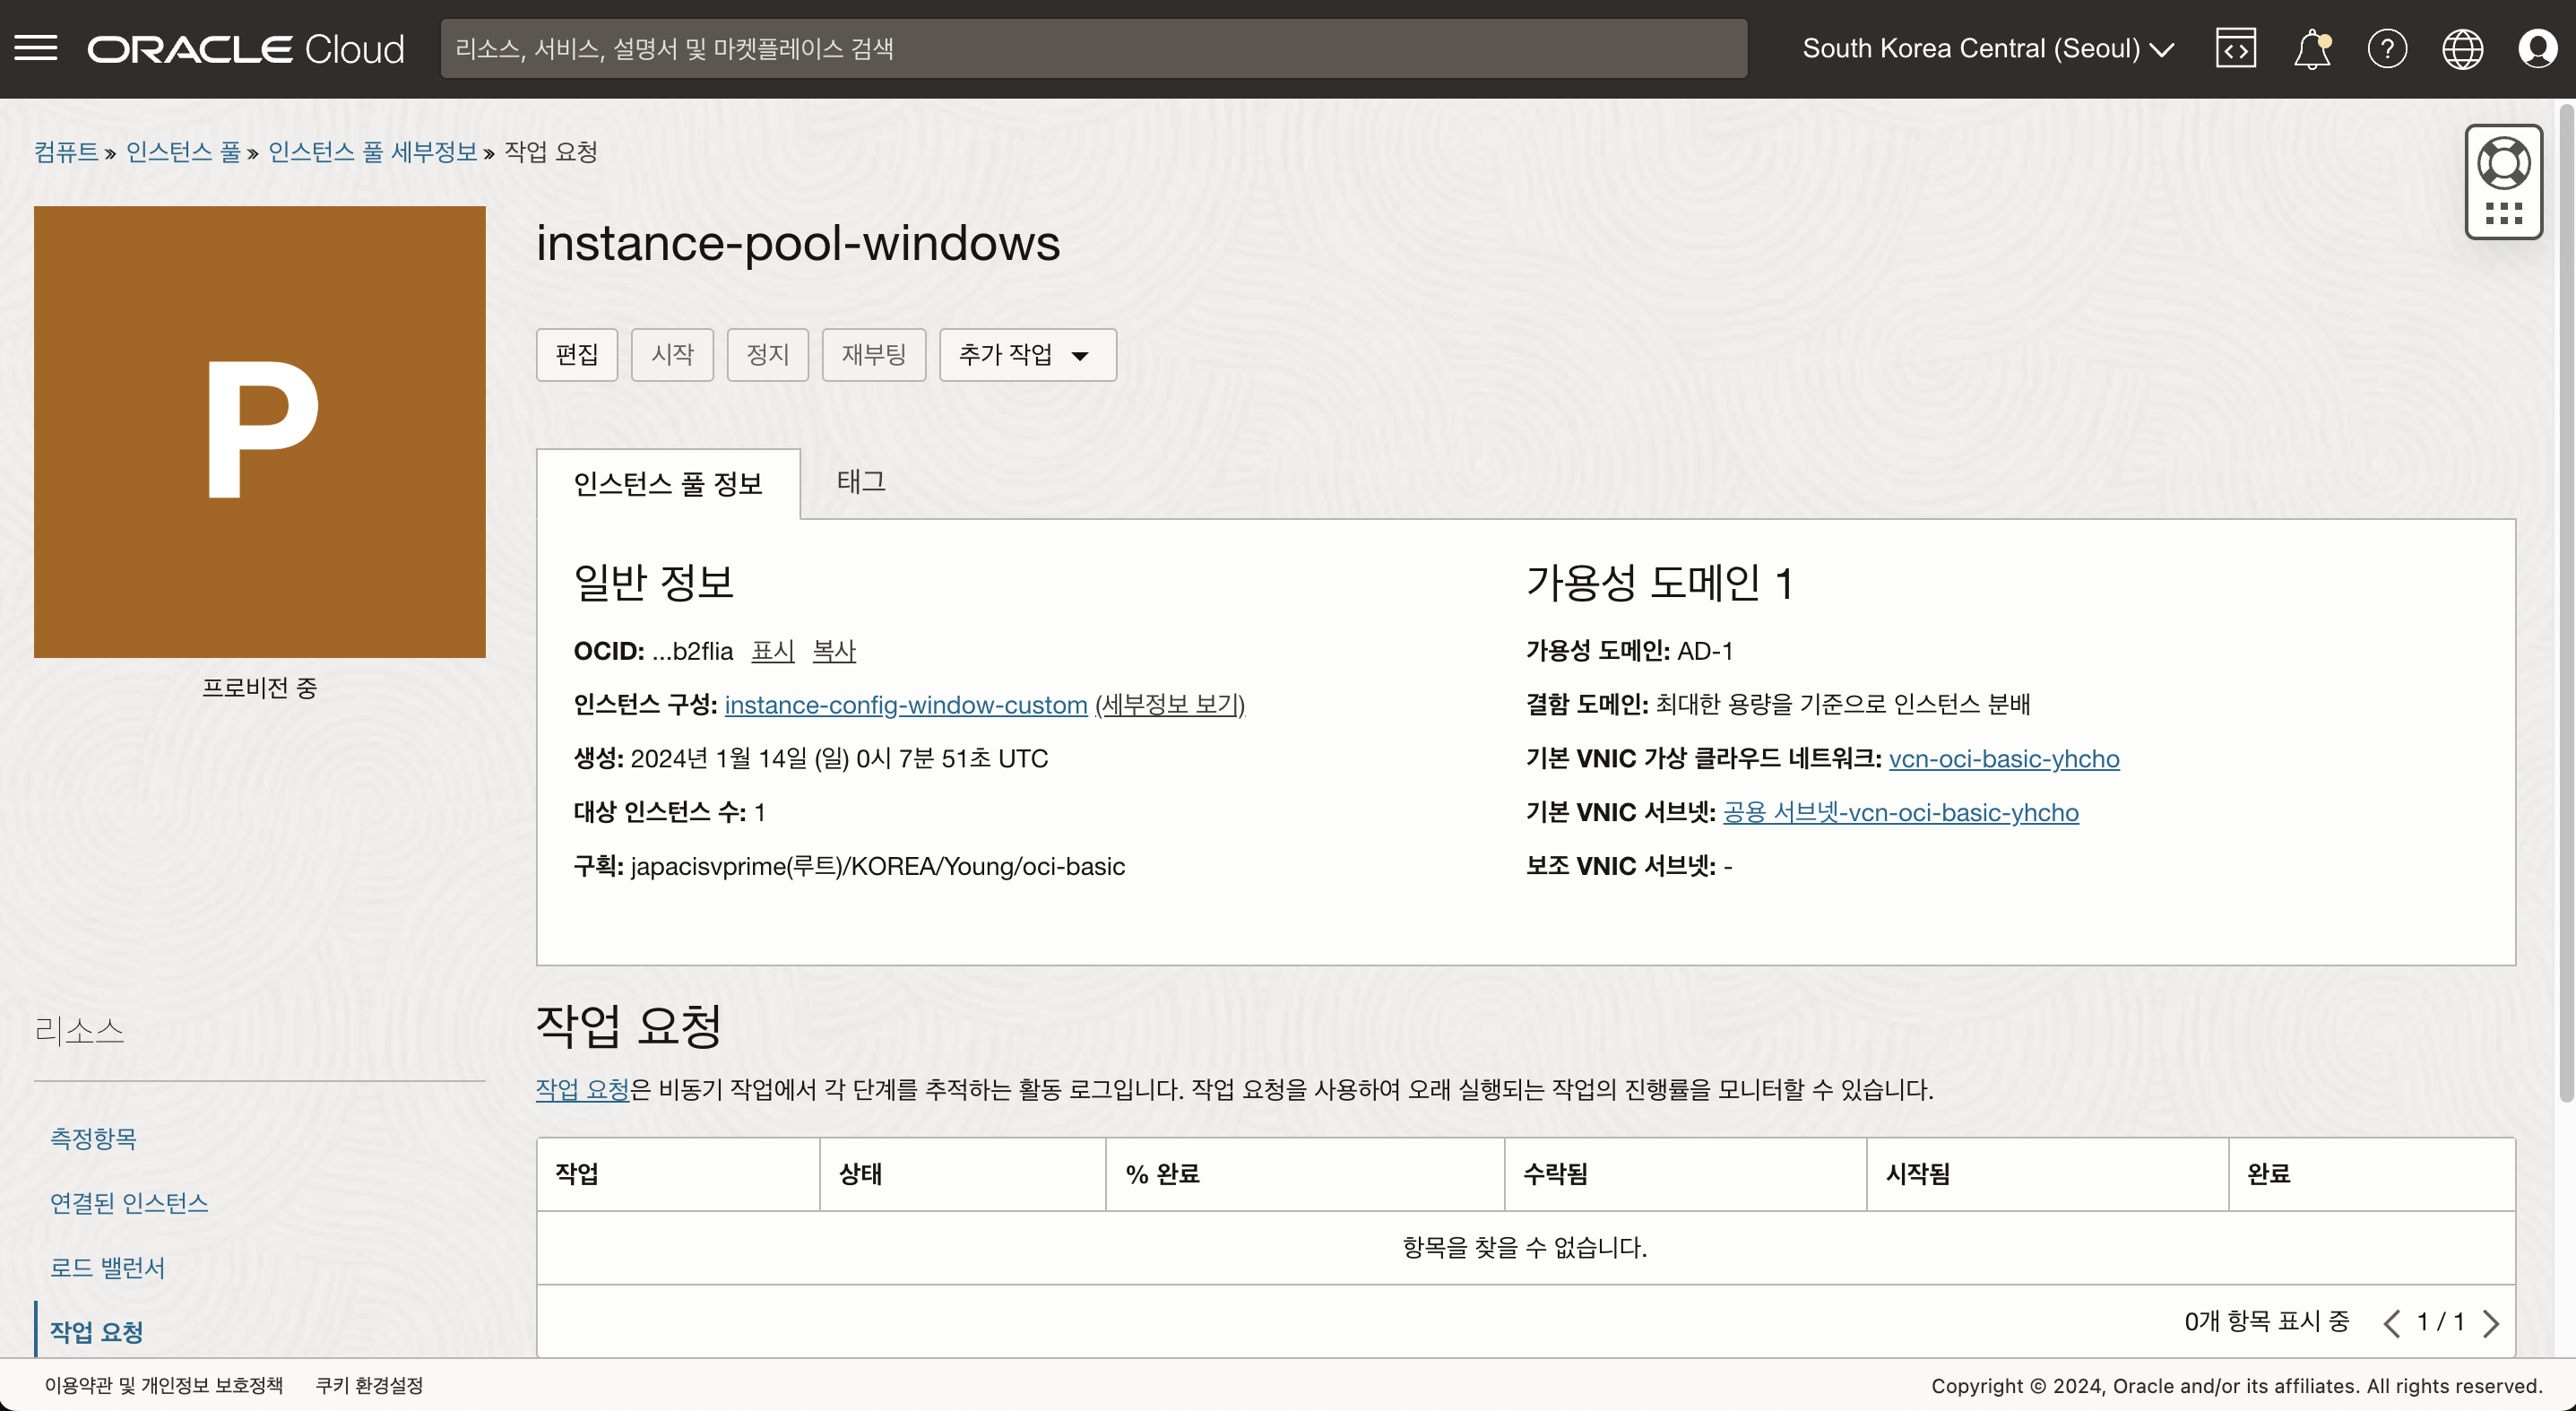 ORACLE Cloud
리소스, 서비스, 설명서 및 마켓플레이스 검색
South Korea Central (Seoul)
컴퓨트 » 인스턴스 풀 » 인스턴스 풀 세부정보 » 작업 요청
P
프로비전 중
instance-pool-windows
편집 시작 정지 재부팅 추가 작업
인스턴스 풀 정보 태그
일반 정보
OCID: ...b2flia 표시 복사
인스턴스 구성: instance-config-window-custom (세부정보 보기)
생성: 2024년 1월 14일 (일) 0시 7분 51초 UTC
대상 인스턴스 수: 1
구획: japacisvprime(루트)/KOREA/Young/oci-basic
가용성 도메인 1
가용성 도메인: AD-1
결함 도메인: 최대한 용량을 기준으로 인스턴스 분배
기본 VNIC 가상 클라우드 네트워크: vcn-oci-basic-yhcho
기본 VNIC 서브넷: 공용 서브넷-vcn-oci-basic-yhcho
보조 VNIC 서브넷: -
리소스
측정항목
연결된 인스턴스
로드 밸런서
작업 요청
작업 요청
작업 요청은 비동기 작업에서 각 단계를 추적하는 활동 로그입니다. 작업 요청을 사용하여 오래 실행되는 작업의 진행률을 모니터할 수 있습니다.
작업 상태 % 완료 수락됨 시작됨 완료
항목을 찾을 수 없습니다.
0개 항목 표시 중 1 / 1
이용약관 및 개인정보 보호정책 쿠키 환경설정
Copyright © 2024, Oracle and/or its affiliates. All rights reserved.